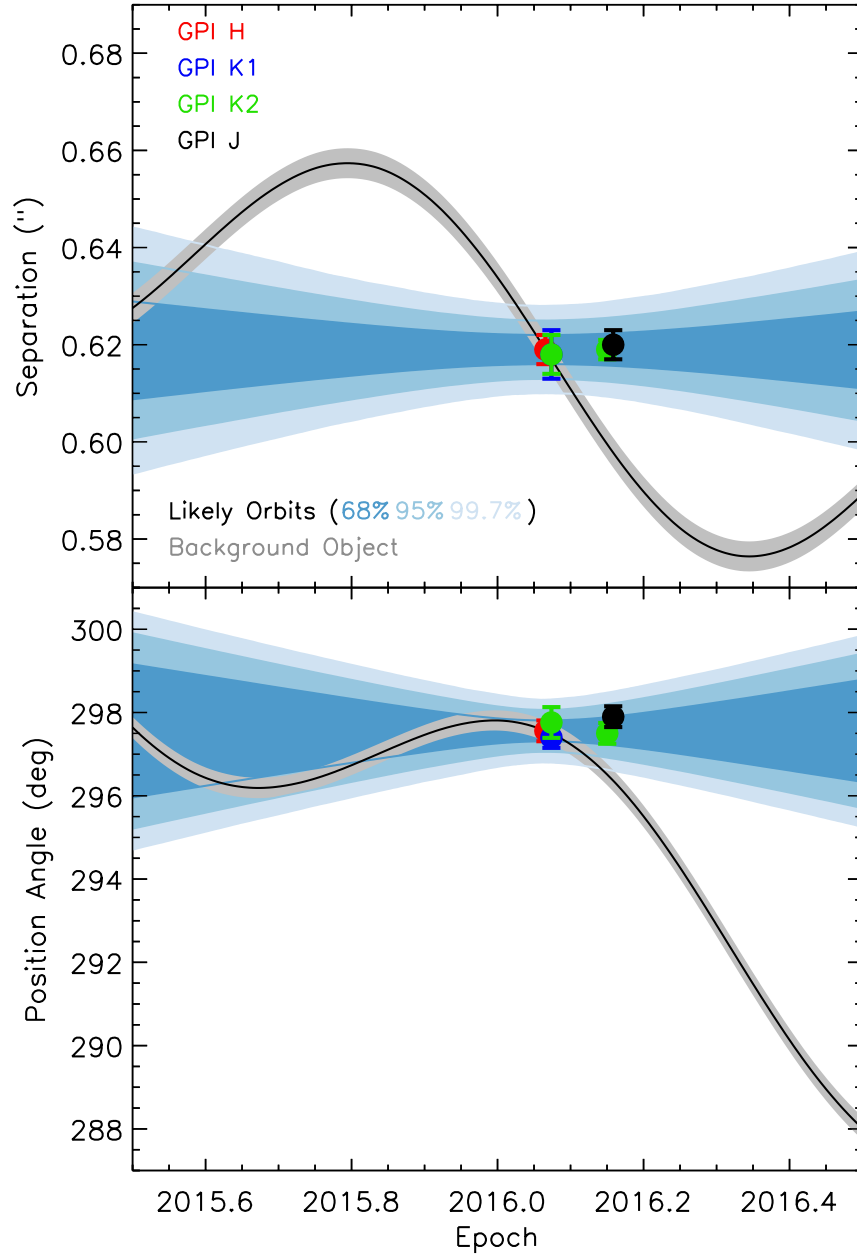 GPI H
GPI K1
GPI K2
GPI J
0.68
0.66
0.64
0.62
0.60
0.58
Separation ('')
Likely Orbits (68% 95% 99.7%)
Background Object
300
298
296
294
292
290
288
Position Angle (deg)
2015.6 2015.8 2016.0 2016.2 2016.4
Epoch